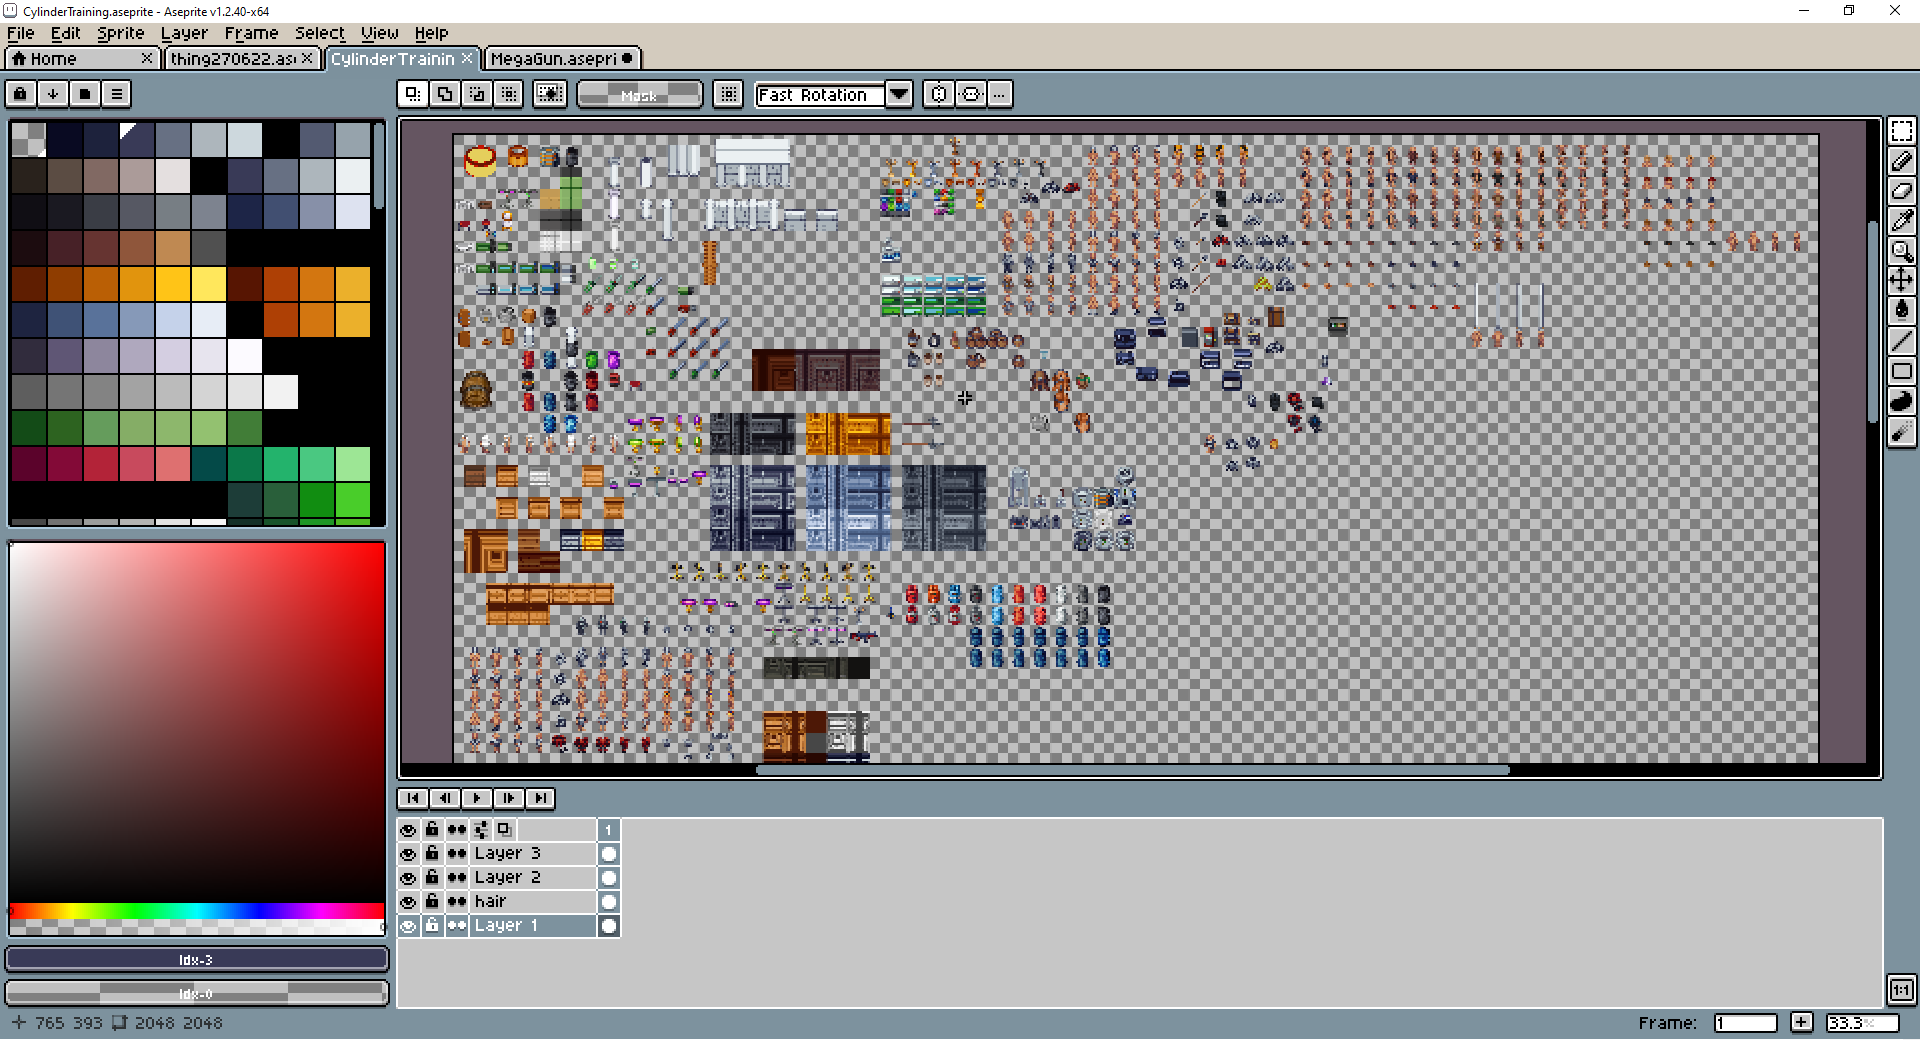 CylinderTraining.aseprite - Aseprite v1.2.40-x64
File Edit Sprite Layer Frame Select View Help
Home
thing270622.as
CylinderTrainin
MegaGun.asepri
Mask
Fast Rotation
...
1
Layer 3
Layer 2
hair
Layer 1
Idx-3
Idx-0
765 393 2048 2048
Frame: 1
33.3%
1:1